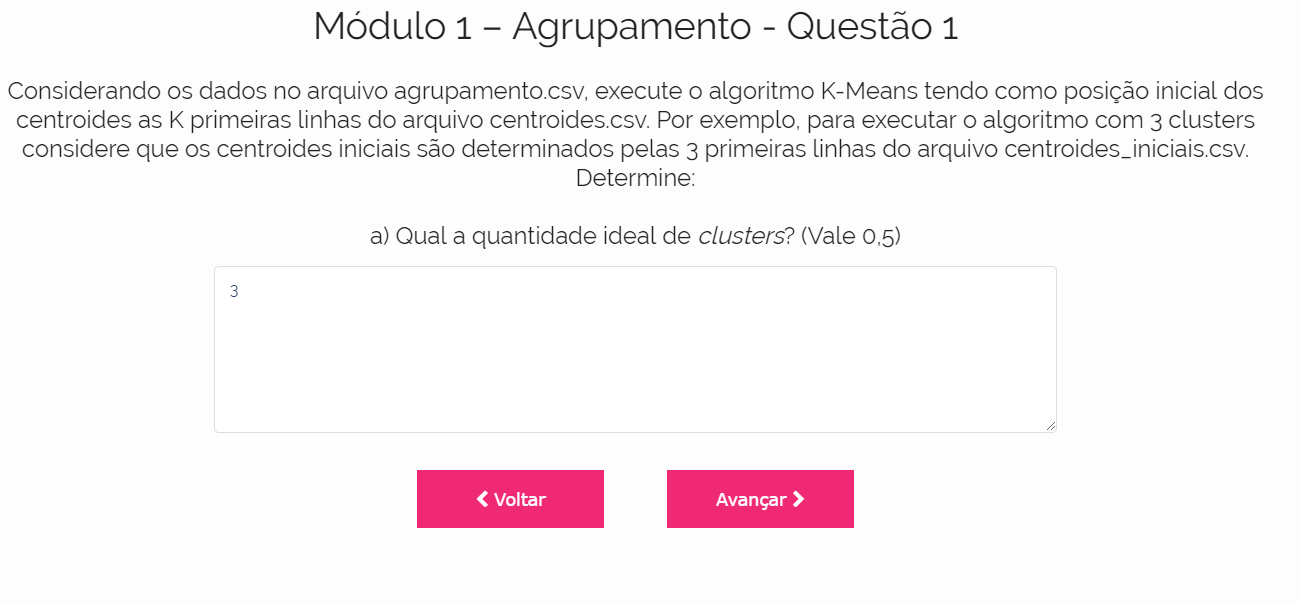 Módulo 1 – Agrupamento - Questão 1
Considerando os dados no arquivo agrupamento.csv, execute o algoritmo K-Means tendo como posição inicial dos
centroides as K primeiras linhas do arquivo centroides.csv. Por exemplo, para executar o algoritmo com 3 clusters
considere que os centroides iniciais são determinados pelas 3 primeiras linhas do arquivo centroides_iniciais.csv.
Determine:
a) Qual a quantidade ideal de clusters? (Vale 0,5)
3
Voltar
Avançar